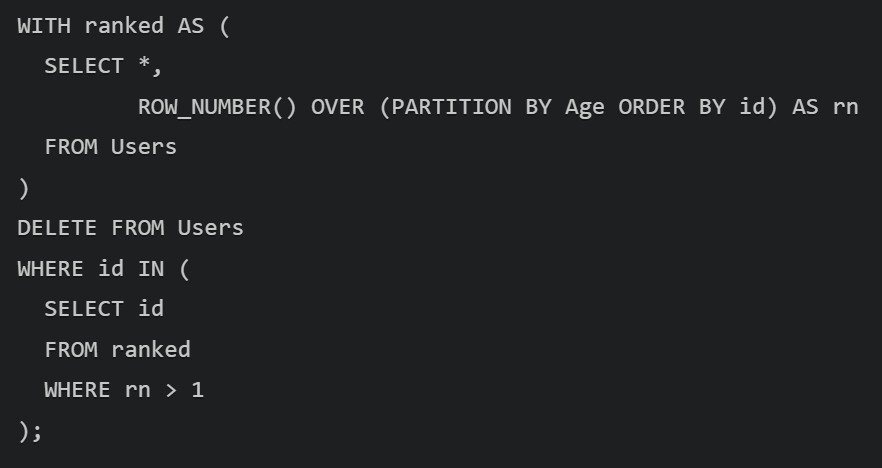 WITH ranked AS (
  SELECT *,
         ROW_NUMBER() OVER (PARTITION BY Age ORDER BY id) AS rn
  FROM Users
)
DELETE FROM Users
WHERE id IN (
  SELECT id
  FROM ranked
  WHERE rn > 1
);